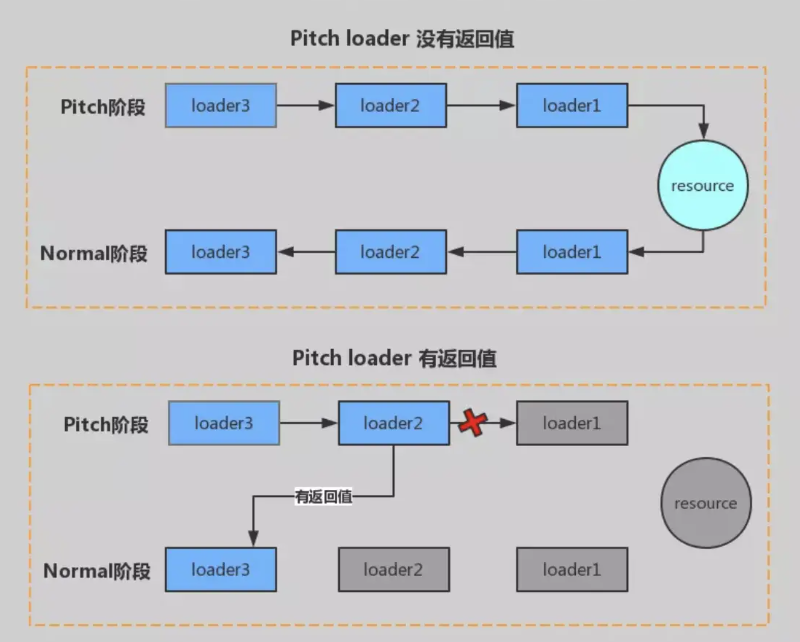 Pitch loader 没有返回值
Pitch阶段 loader3 loader2 loader1
resource
Normal阶段 loader3 loader2 loader1
Pitch loader 有返回值
Pitch阶段 loader3 loader2 loader1
有返回值
resource
Normal阶段 loader3 loader2 loader1